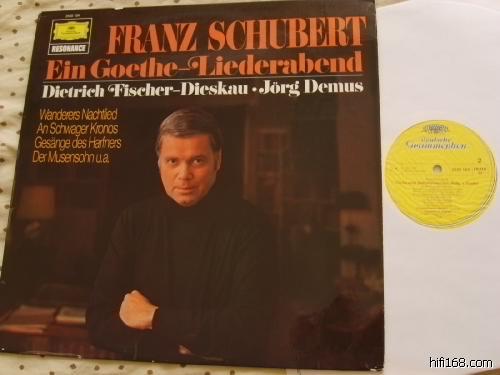 RESONANCE
FRANZ SCHUBERT
Ein Goethe-Liederabend
Dietrich Fischer-Dieskau · Jörg Demus
Wanderers Nachtlied
An Schwager Kronos
Gesänge des Harfners
Der Musensohn u.a.
Deutsche
Grammophon
2
hifi168.com